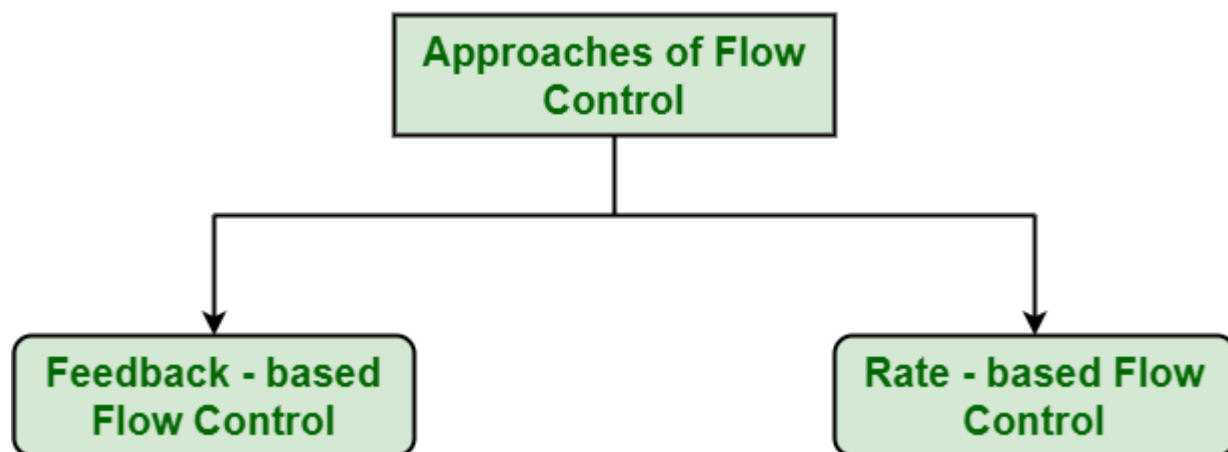 Approaches of Flow
Control
Feedback - based
Flow Control
Rate - based Flow
Control